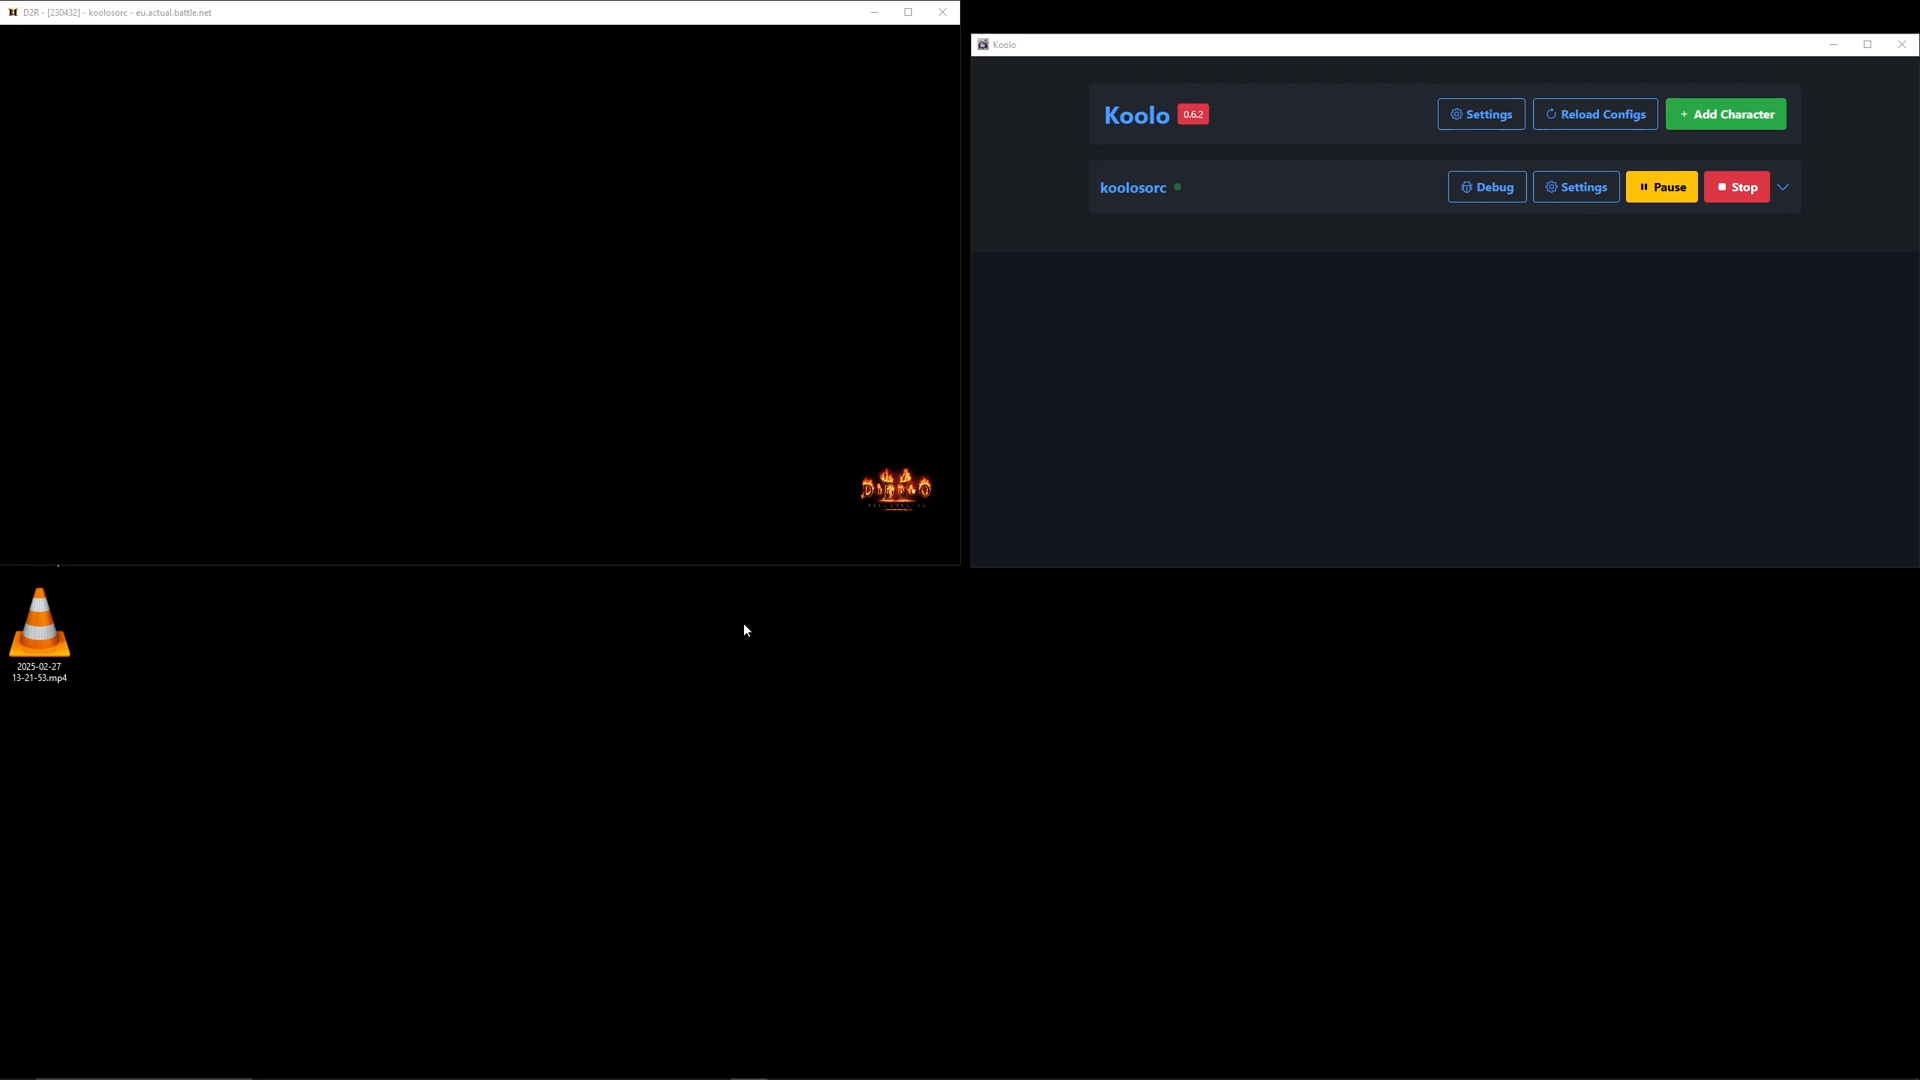 D2R - [230432] - koolosorc - eu.actual.battle.net
Koolo
Koolo 0.6.2 Settings Reload Configs + Add Character
koolosorc Debug Settings Pause Stop
DIABLO
2025-02-27
13-21-53.mp4